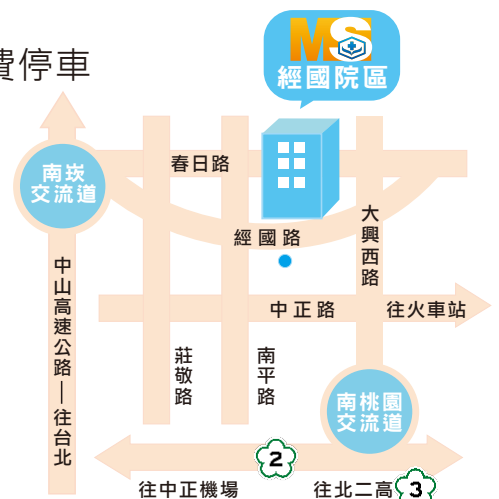 費停車
MS
經國院區
南崁
交流道
春日路
大興西路
經國路
中山高速公路—往台北
中正路
往火車站
莊敬路
南平路
南桃園
交流道
2
往中正機場
往北二高
3